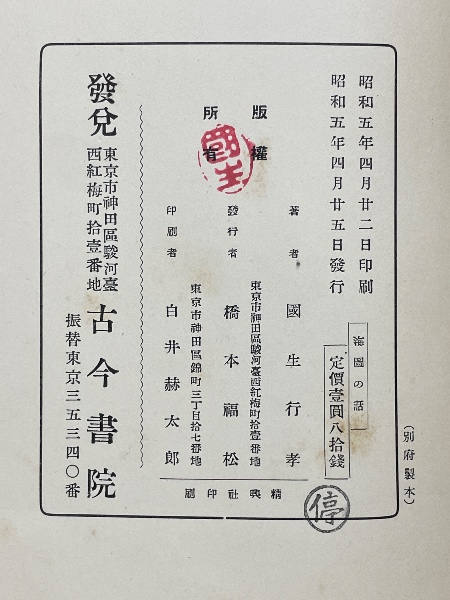 昭和五年四月廿二日印刷
昭和五年四月廿五日發行
海圖の話
定價壹圓八拾錢
停
(別府製本)
版權
所有
國生
著者 國生行孝
東京市神田區駿河臺西紅梅町拾壹番地
發行者 橋本福松
東京市神田區錦町三丁目拾七番地
印刷者 白井赫太郎
精興社印刷
發兌
東京市神田區駿河臺
西紅梅町拾壹番地
古今書院
振替東京三五三四〇番